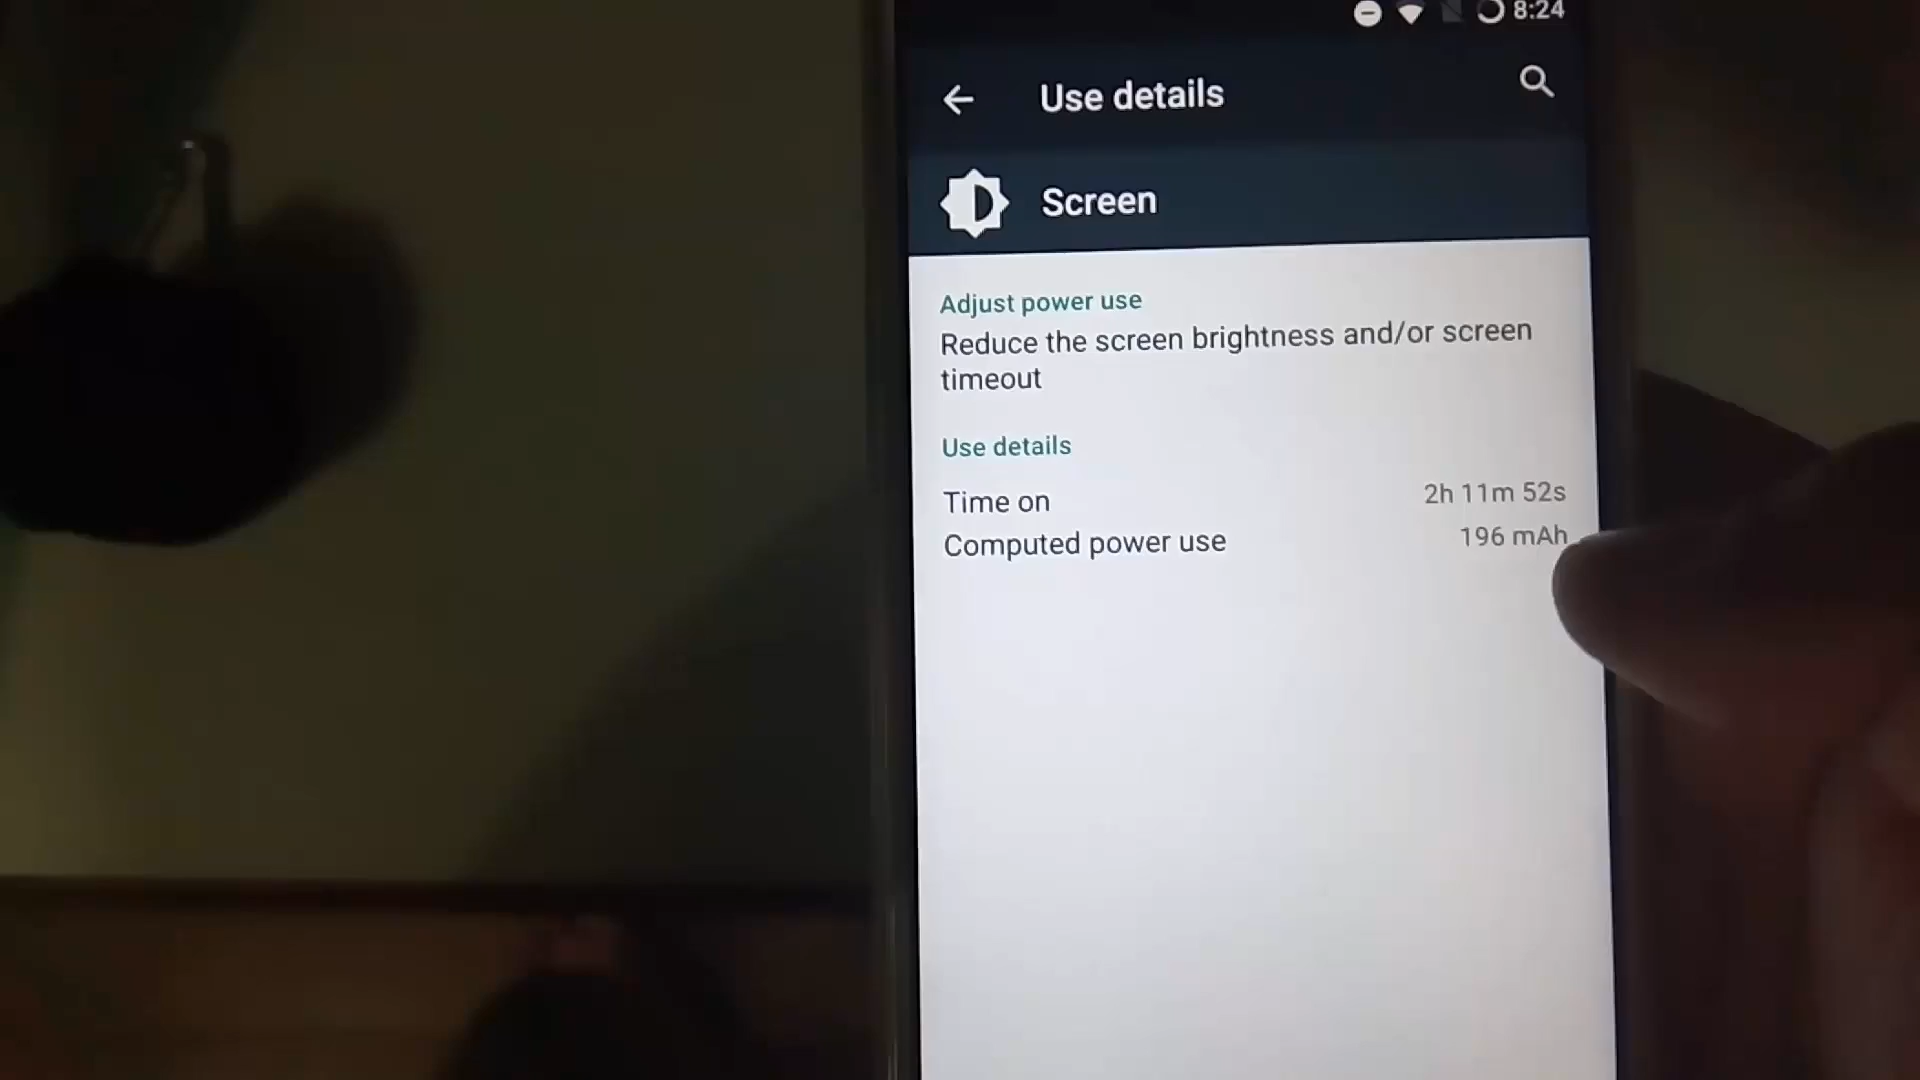 8:24
Use details
Screen
Adjust power use
Reduce the screen brightness and/or screen
timeout
Use details
Time on 2h 11m 52s
Computed power use 196 mAh